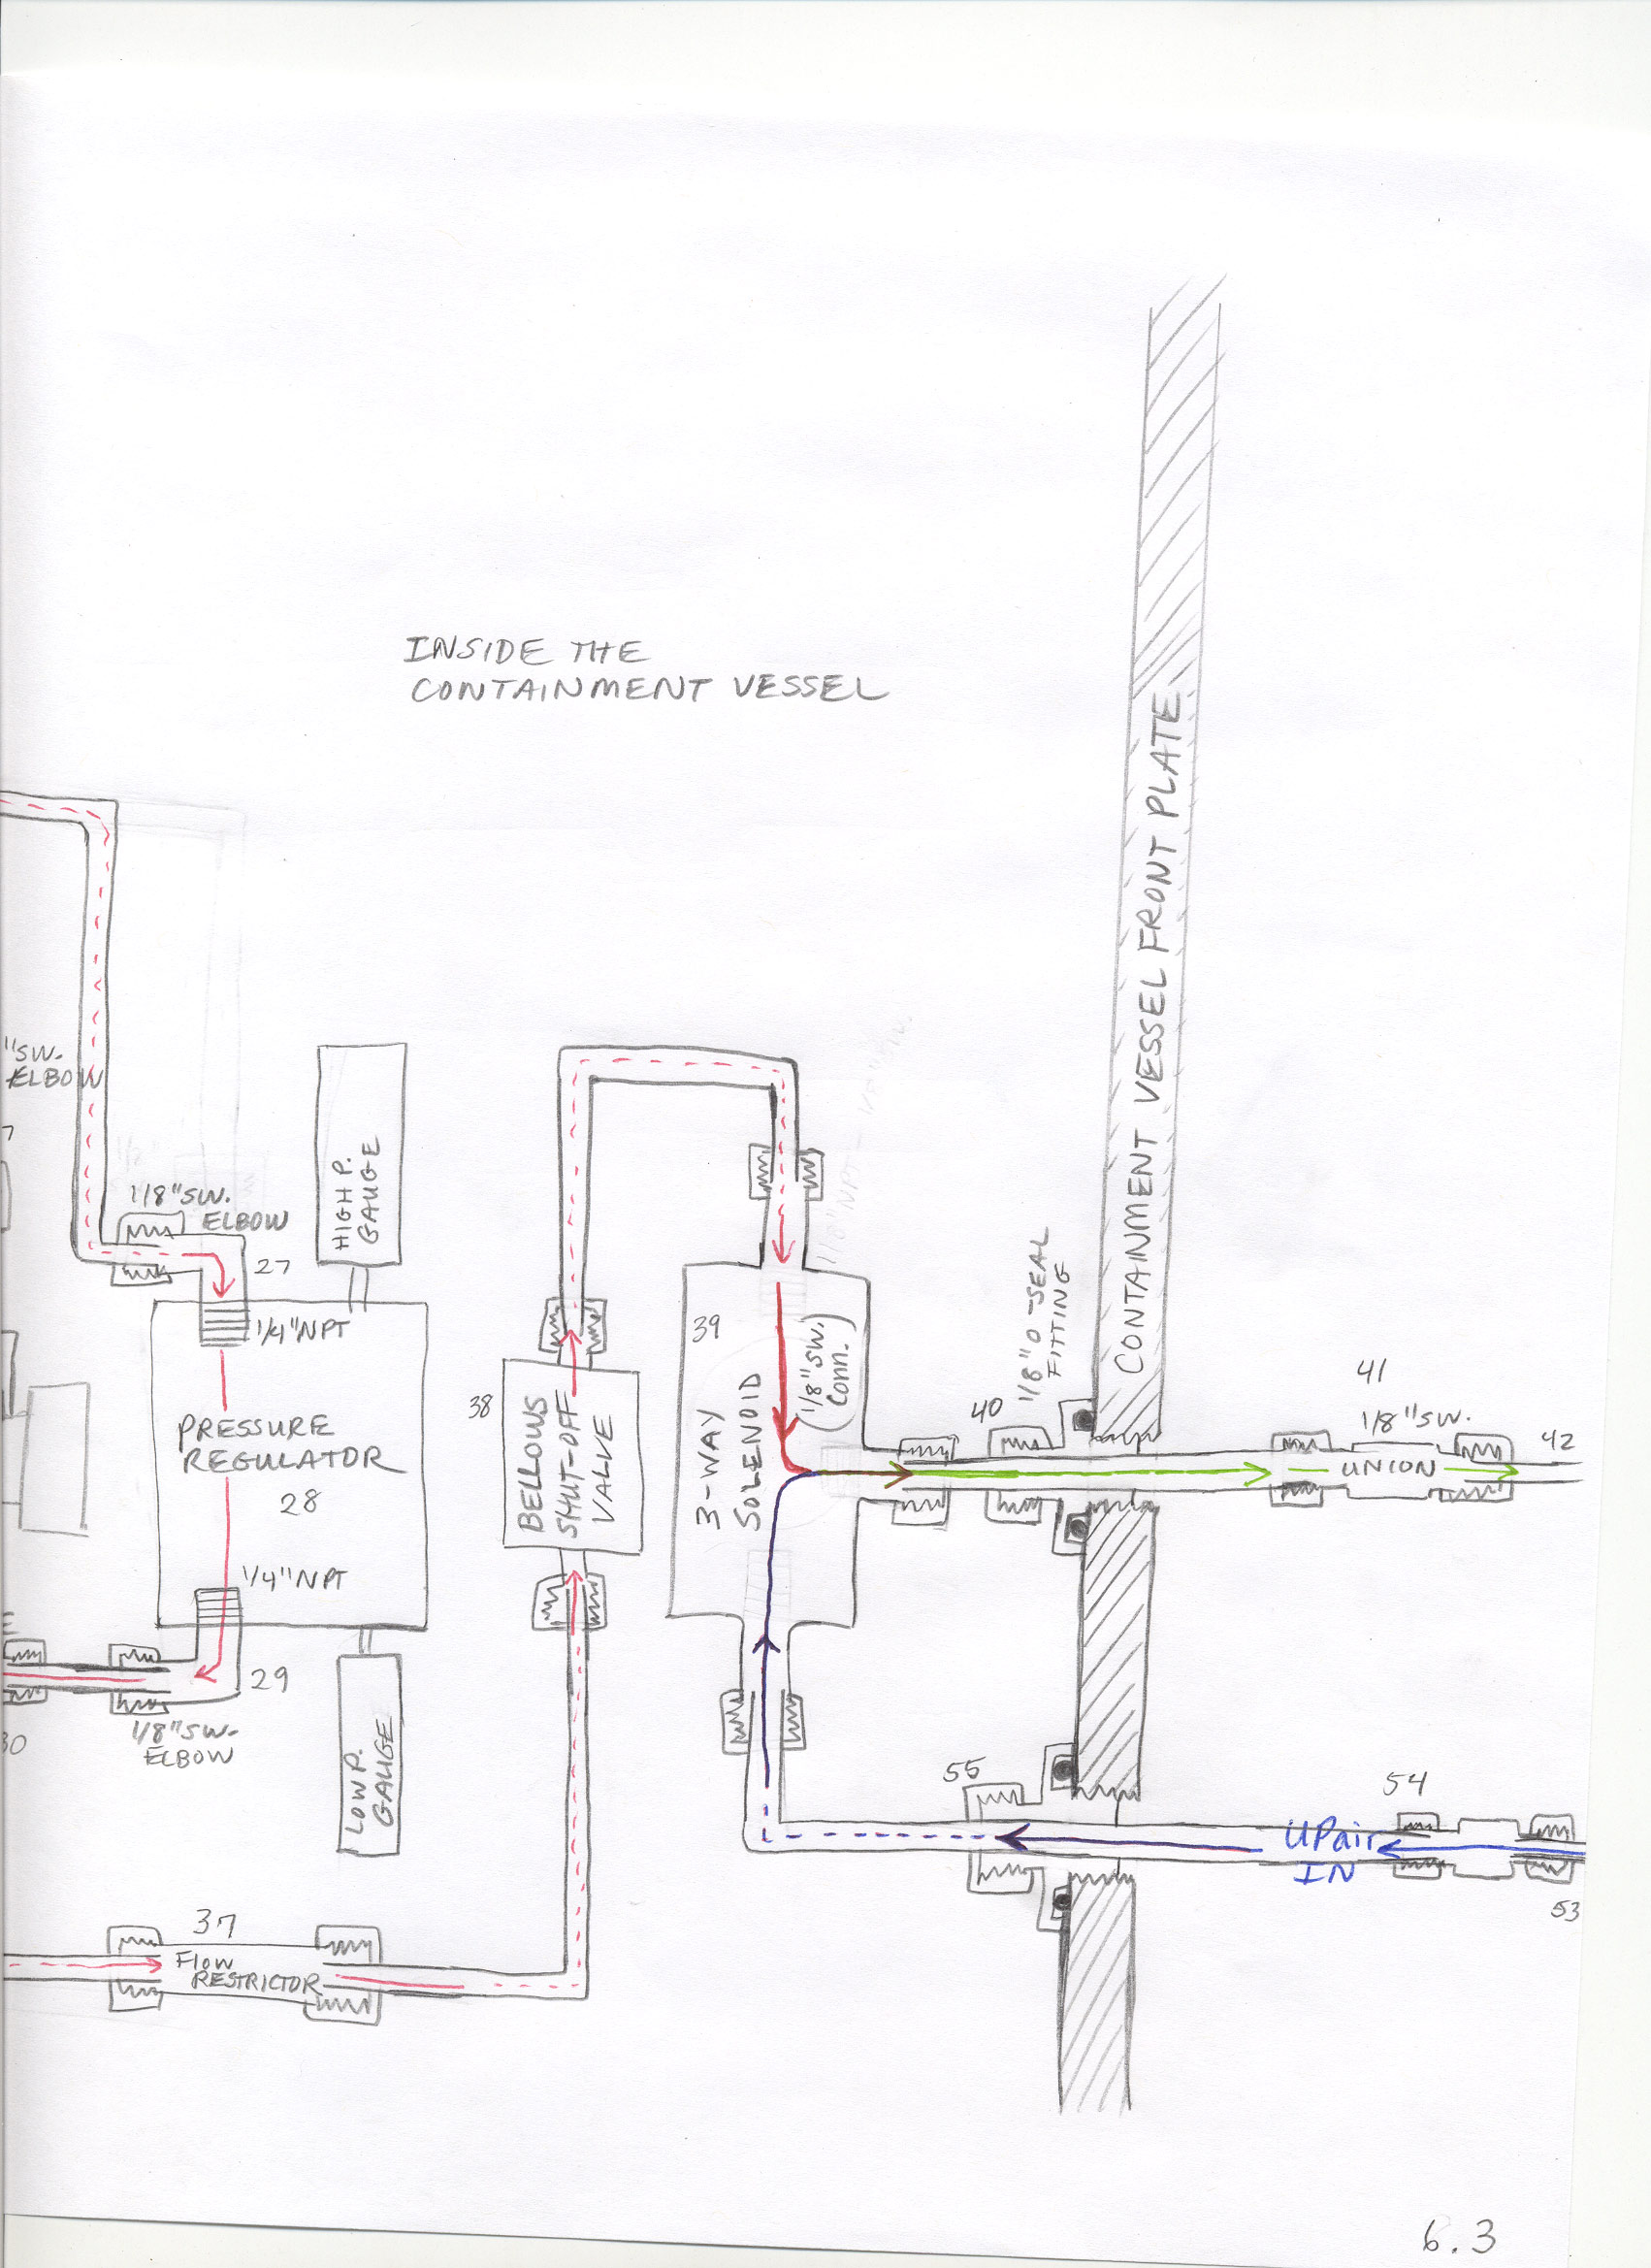 INSIDE THE
CONTAINMENT VESSEL
CONTAINMENT VESSEL FRONT PLATE
"SW.
ELBOW
7
1/8" SW.
ELBOW
27
HIGH P.
GAUGE
1/4" NPT
PRESSURE
REGULATOR
28
1/4" NPT
29
1/8" SW.
ELBOW
30
LOW P.
GAUGE
37
Flow
RESTRICTOR
38
BELLOWS
SHUT-OFF
VALVE
39
3-WAY
SOLENOID
(1/8" SW.
Conn.)
40
1/8" O-SEAL
FITTING
41
1/8" SW.
UNION
42
55
54
UPair
IN
53
6.3